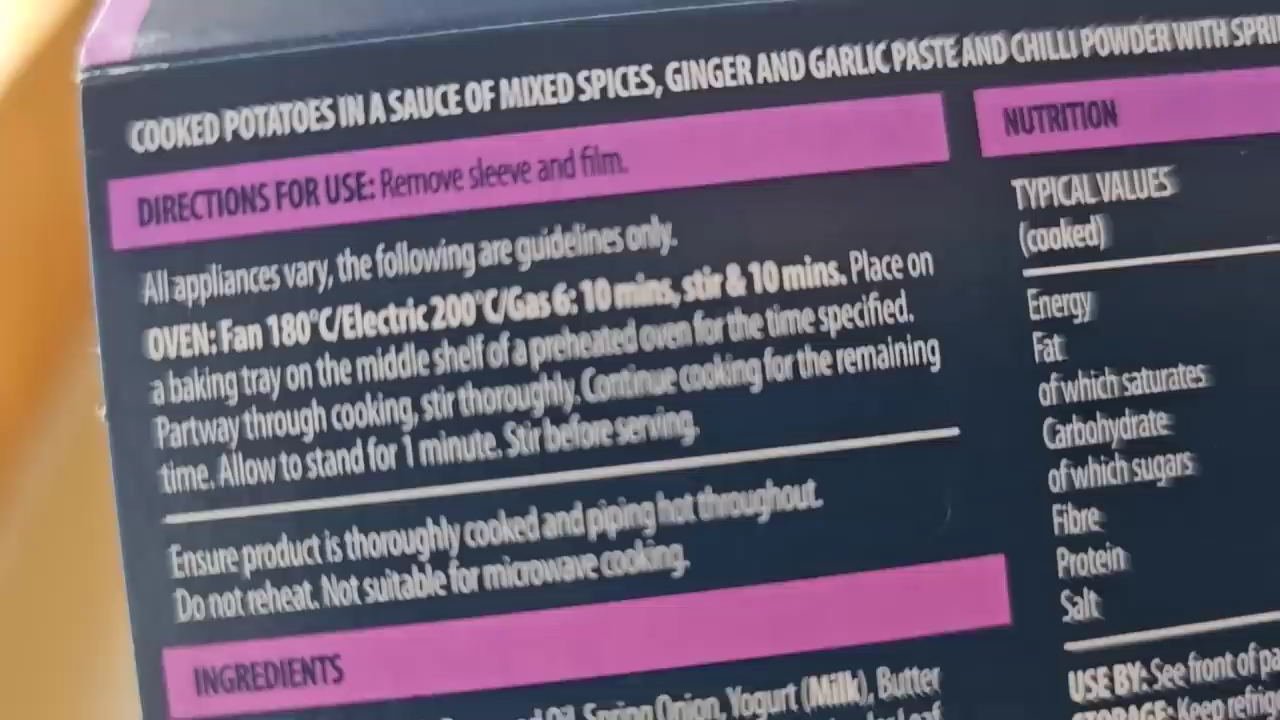 COOKED POTATOES IN A SAUCE OF MIXED SPICES, GINGER AND GARLIC PASTE AND CHILLI POWDER WITH
DIRECTIONS FOR USE: Remove sleeve and film.
All appliances vary, the following are guidelines only.
OVEN: Fan 180°C/Electric 200°C/Gas 6: 10 mins, stir & 10 mins. Place on
a baking tray on the middle shelf of a preheated oven for the time specified.
Partway through cooking, stir thoroughly. Continue cooking for the remaining
time. Allow to stand for 1 minute. Stir before serving.
Ensure product is thoroughly cooked and piping hot throughout.
Do not reheat. Not suitable for microwave cooking.
INGREDIENTS
Spring Onion, Yogurt (Milk), Butter
NUTRITION
TYPICAL VALUES
(cooked)
Energy
Fat
of which saturates
Carbohydrate
of which sugars
Fibre
Protein
Salt
USE BY: See front of
STORAGE: Keep